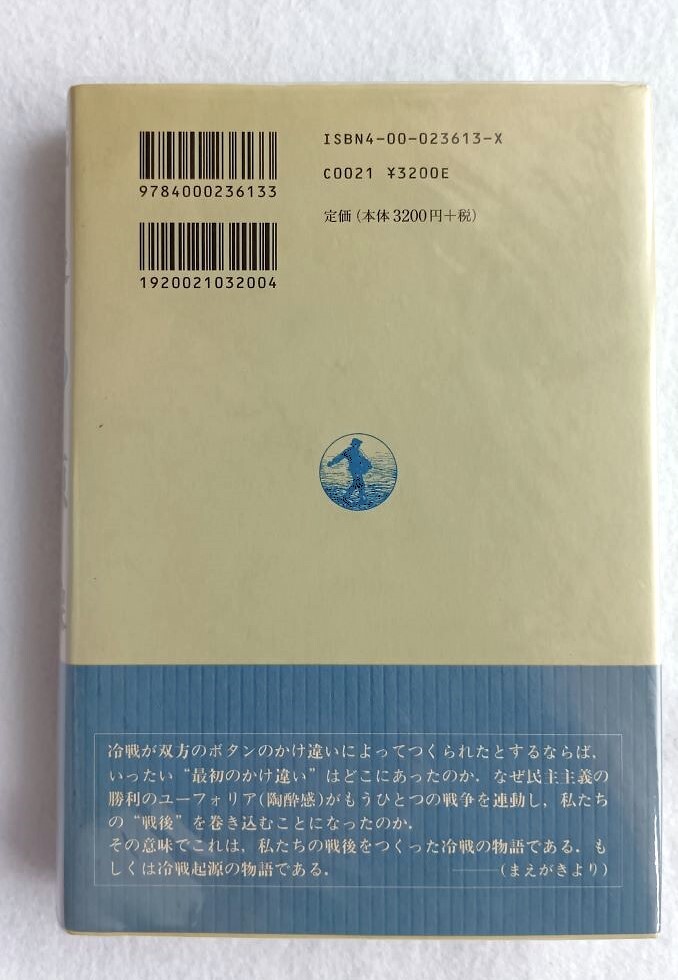 ISBN4-00-023613-X
9784000236133
C0021 ¥3200E
定価(本体3200円+税)
1920021032004
冷戦が双方のボタンのかけ違いによってつくられたとするならば,
いったい“最初のかけ違い”はどこにあったのか. なぜ民主主義の
勝利のユーフォリア(陶酔感)がもうひとつの戦争を連動し, 私たち
の“戦後”を巻き込むことになったのか.
その意味でこれは, 私たちの戦後をつくった冷戦の物語である. も
しくは冷戦起源の物語である. ――(まえがきより)